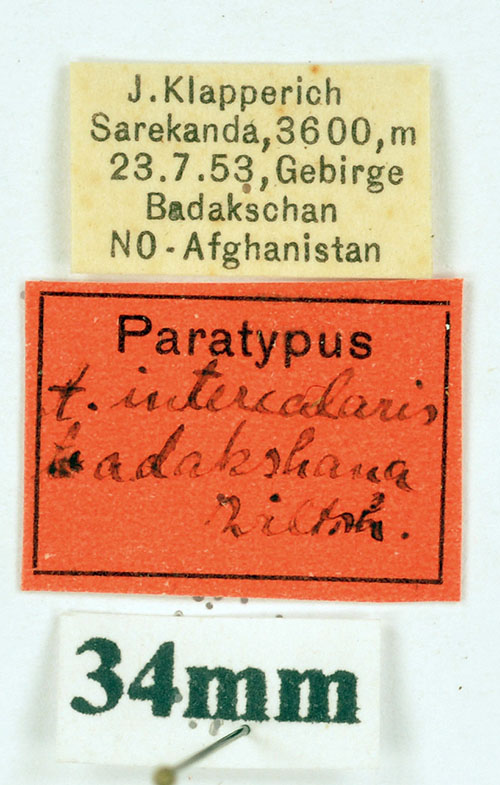 J. Klapperich
Sarekanda, 3600, m
23.7.53, Gebirge
Badakschan
NO - Afghanistan
Paratypus
t. intercalaris
badakshana
34mm